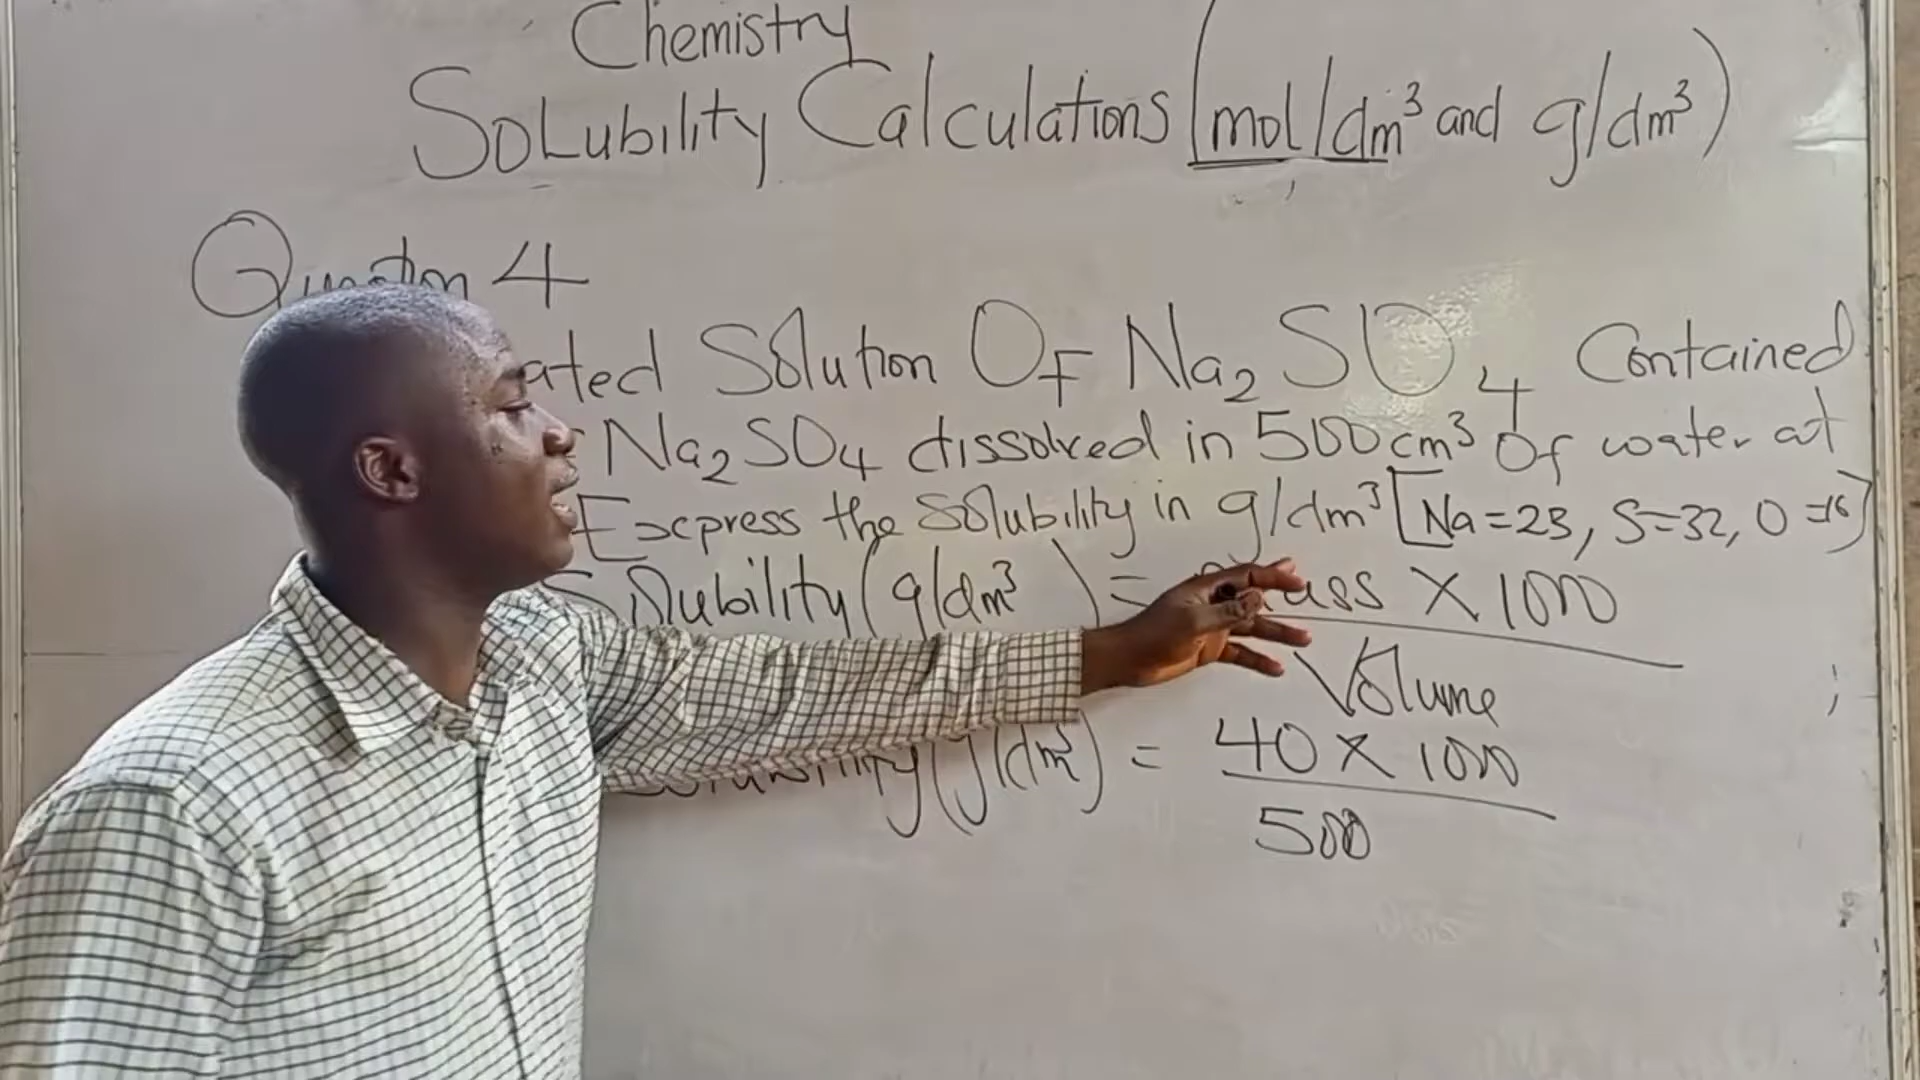 Chemistry
Solubility Calculations (mol/dm³ and g/dm³)
Question 4
ated Solution Of Na₂SO₄ Contained
Na₂SO₄ dissolved in 500cm³ Of water at
Express the Solubility in g/dm³ [Na=23, S=32, O=16]
Solubility (g/dm³) = mass X 1000
Volume
Solubility (g/dm³) = 40 X 1000
500